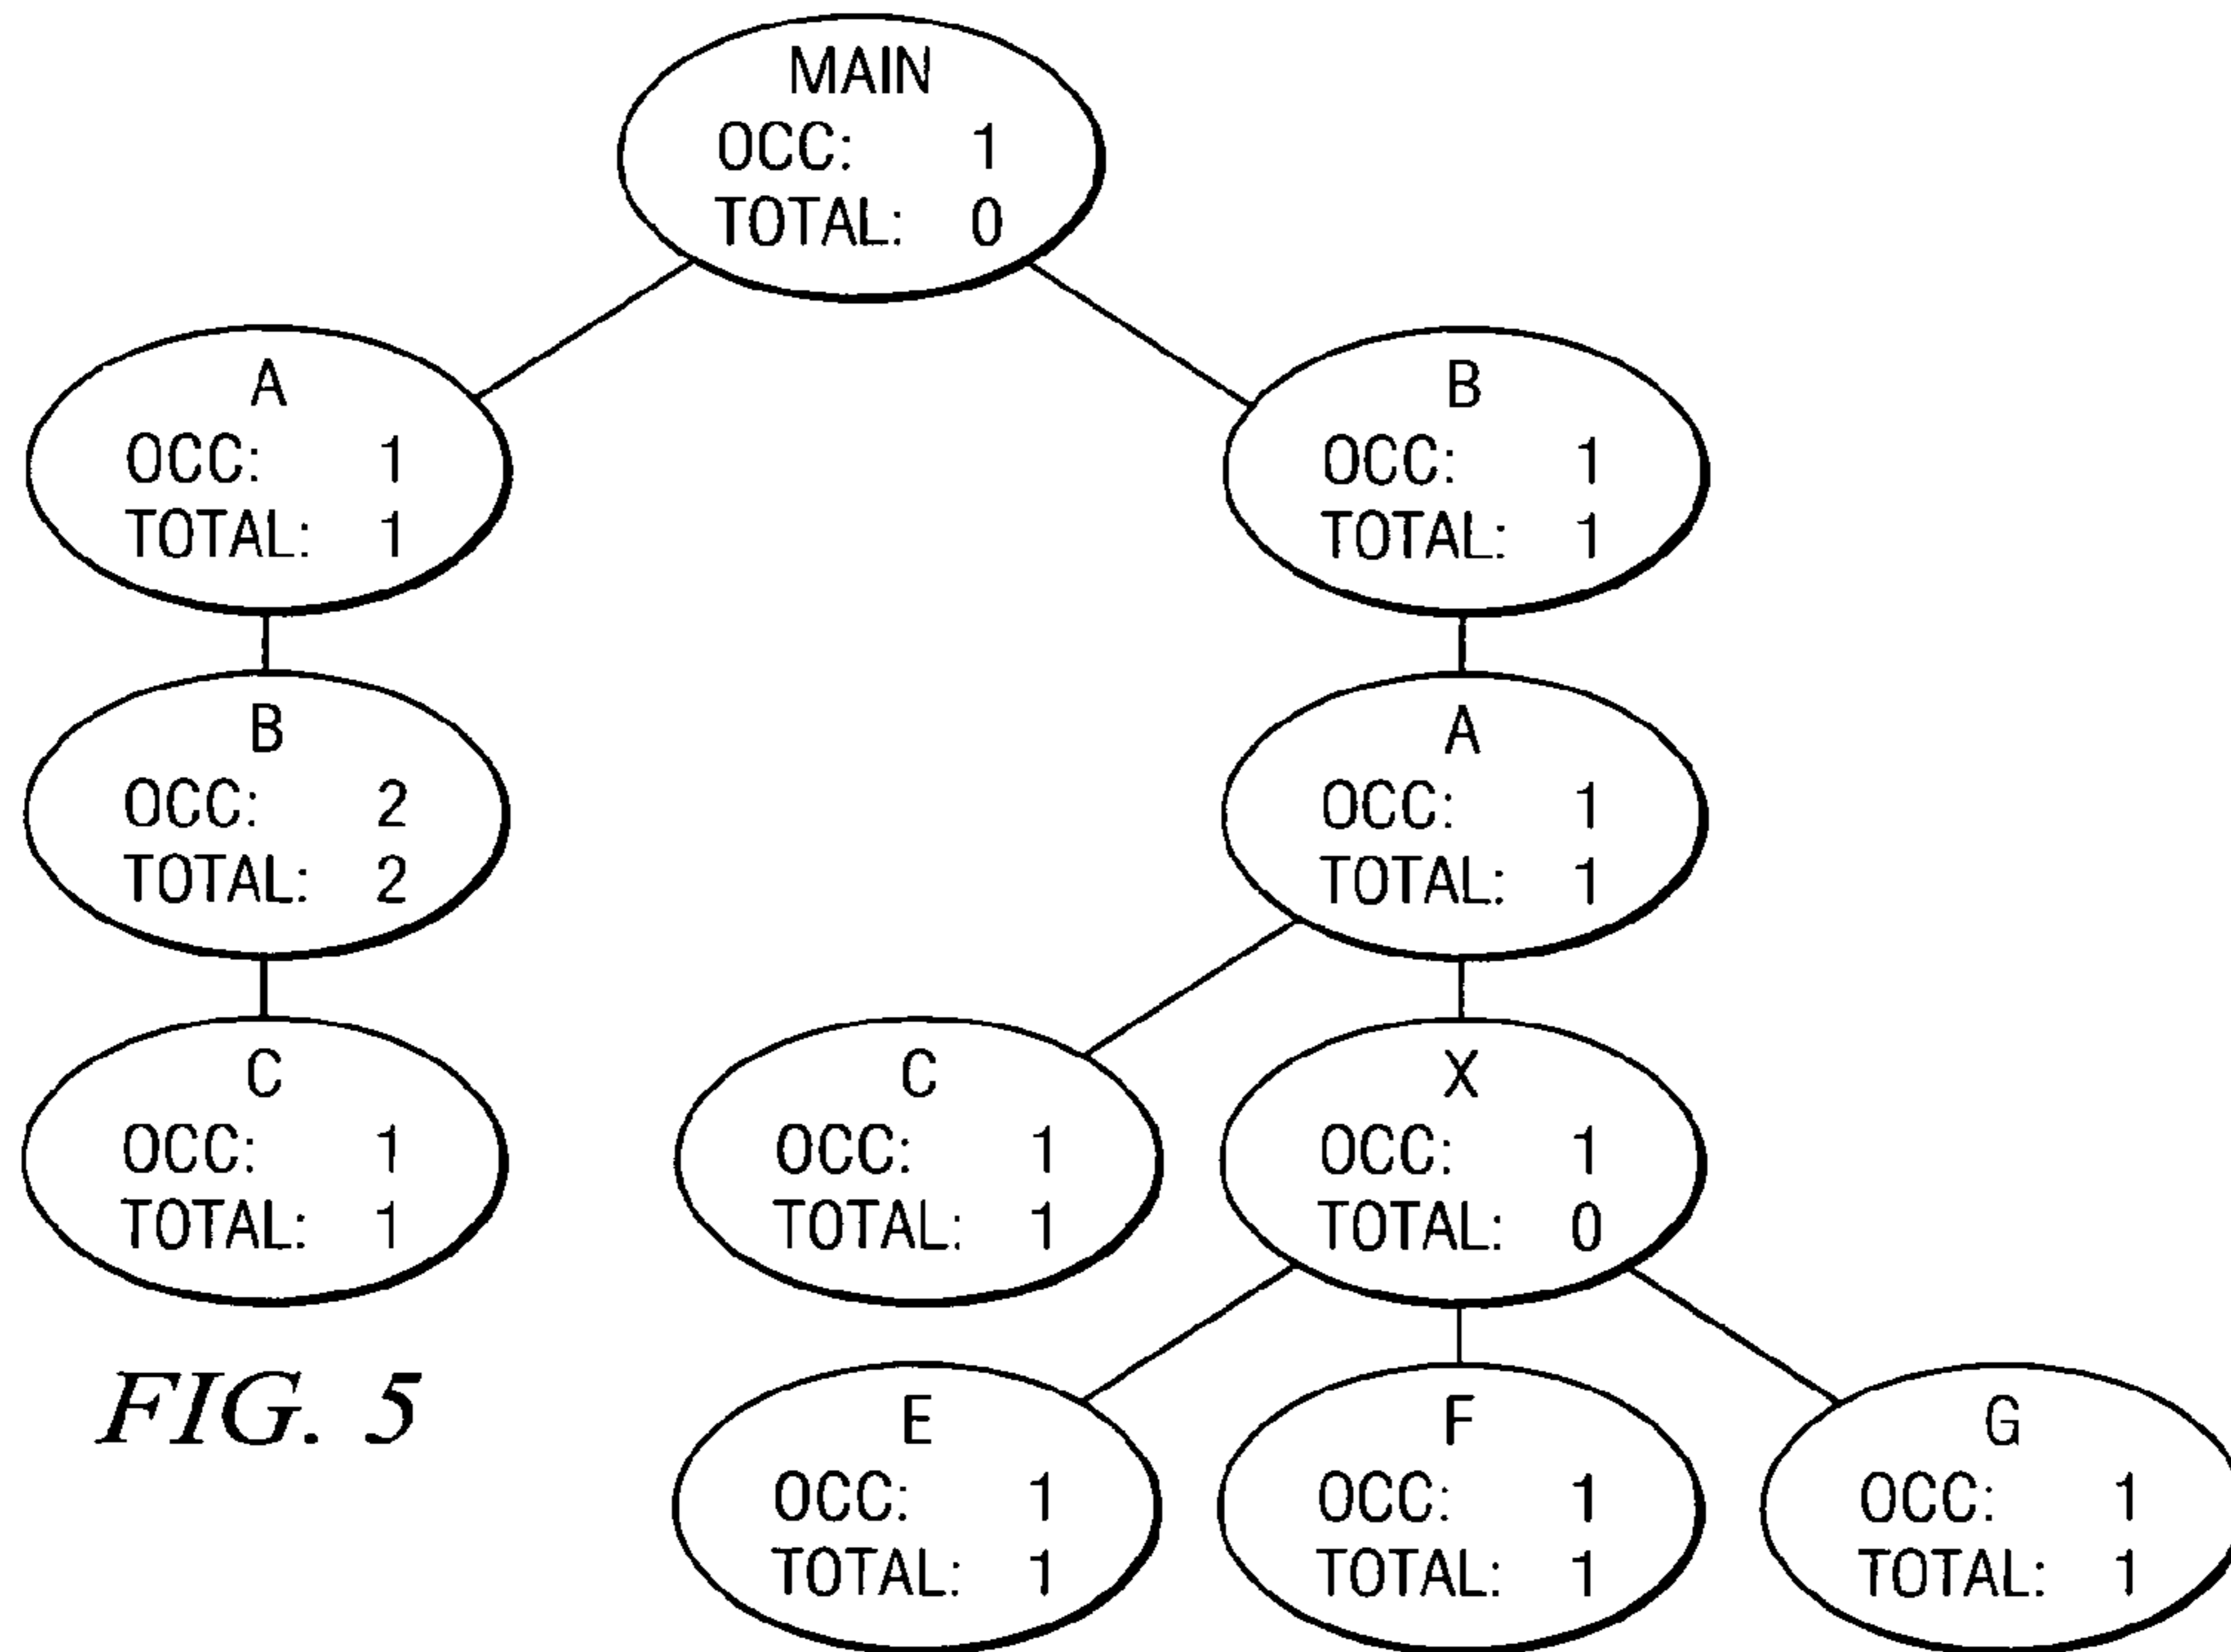 MAIN
OCC: 1
TOTAL: 0
A
OCC: 1
TOTAL: 1
B
OCC: 1
TOTAL: 1
B
OCC: 2
TOTAL: 2
A
OCC: 1
TOTAL: 1
C
OCC: 1
TOTAL: 1
C
OCC: 1
TOTAL: 1
X
OCC: 1
TOTAL: 0
E
OCC: 1
TOTAL: 1
F
OCC: 1
TOTAL: 1
G
OCC: 1
TOTAL: 1
FIG. 5